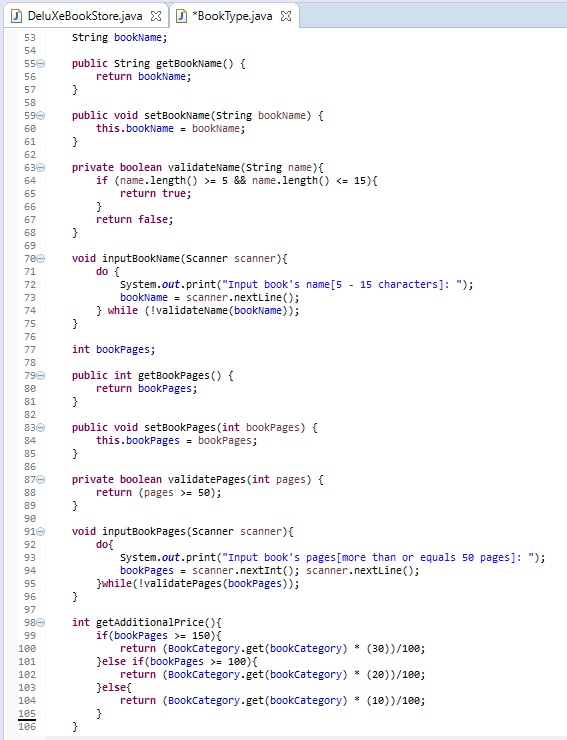 DeluXeBookStore.java *BookType.java
53 String bookName;
54
55 public String getBookName() {
56 return bookName;
57 }
58
59 public void setBookName(String bookName) {
60 this.bookName = bookName;
61 }
62
63 private boolean validateName(String name){
64 if (name.length() >= 5 && name.length() <= 15){
65 return true;
66 }
67 return false;
68 }
69
70 void inputBookName(Scanner scanner){
71 do {
72 System.out.print("Input book's name[5 - 15 characters]: ");
73 bookName = scanner.nextLine();
74 } while (!validateName(bookName));
75 }
76
77 int bookPages;
78
79 public int getBookPages() {
80 return bookPages;
81 }
82
83 public void setBookPages(int bookPages) {
84 this.bookPages = bookPages;
85 }
86
87 private boolean validatePages(int pages) {
88 return (pages >= 50);
89 }
90
91 void inputBookPages(Scanner scanner){
92 do{
93 System.out.print("Input book's pages[more than or equals 50 pages]: ");
94 bookPages = scanner.nextInt(); scanner.nextLine();
95 }while(!validatePages(bookPages));
96 }
97
98 int getAdditionalPrice(){
99 if(bookPages >= 150){
100 return (BookCategory.get(bookCategory) * (30))/100;
101 }else if(bookPages >= 100){
102 return (BookCategory.get(bookCategory) * (20))/100;
103 }else{
104 return (BookCategory.get(bookCategory) * (10))/100;
105 }
106 }